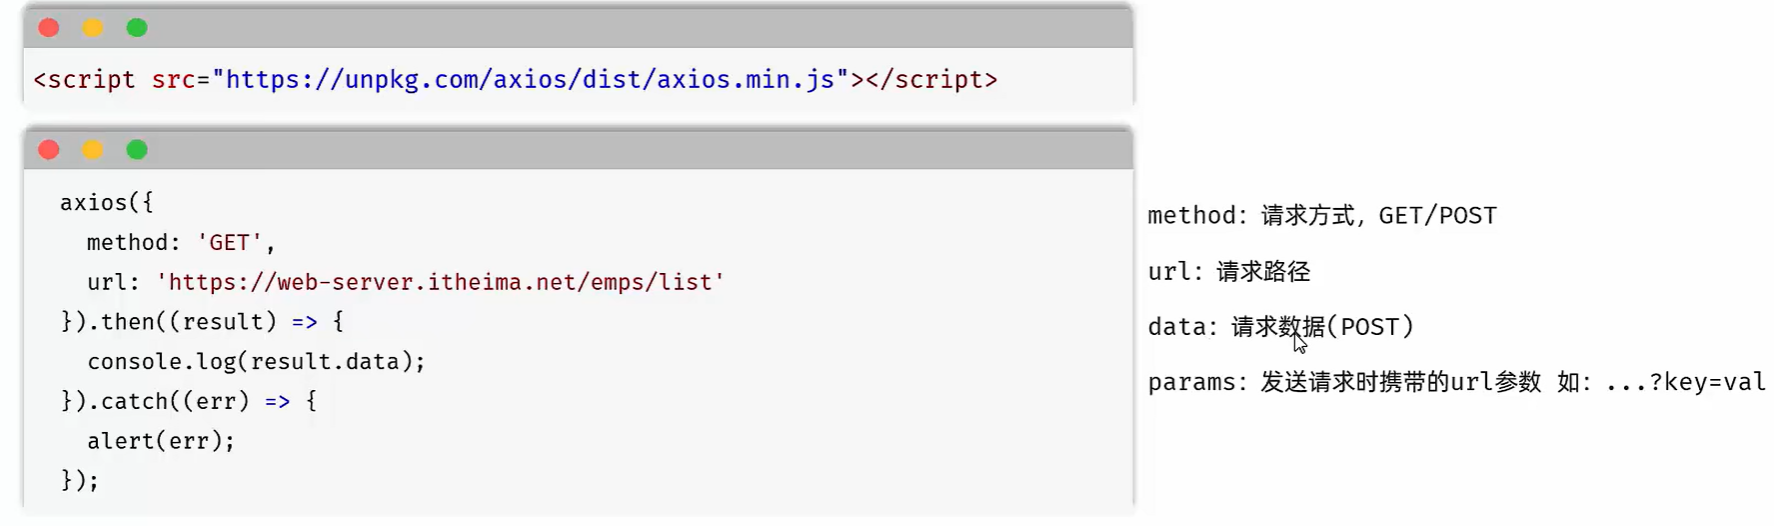 <script src="https://unpkg.com/axios/dist/axios.min.js"></script>
axios({
method: 'GET',
url: 'https://web-server.itheima.net/emps/list'
}).then((result) => {
console.log(result.data);
}).catch((err) => {
alert(err);
});
method：请求方式，GET/POST
url：请求路径
data：请求数据(POST)
params：发送请求时携带的url参数 如：...?key=val